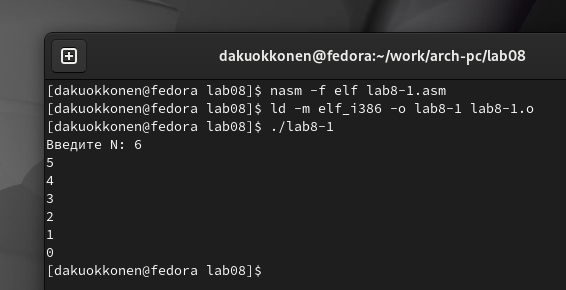 dakuokkonen@fedora:~/work/arch-pc/lab08
[dakuokkonen@fedora lab08]$ nasm -f elf lab8-1.asm
[dakuokkonen@fedora lab08]$ ld -m elf_i386 -o lab8-1 lab8-1.o
[dakuokkonen@fedora lab08]$ ./lab8-1
Введите N: 6
5
4
3
2
1
0
[dakuokkonen@fedora lab08]$